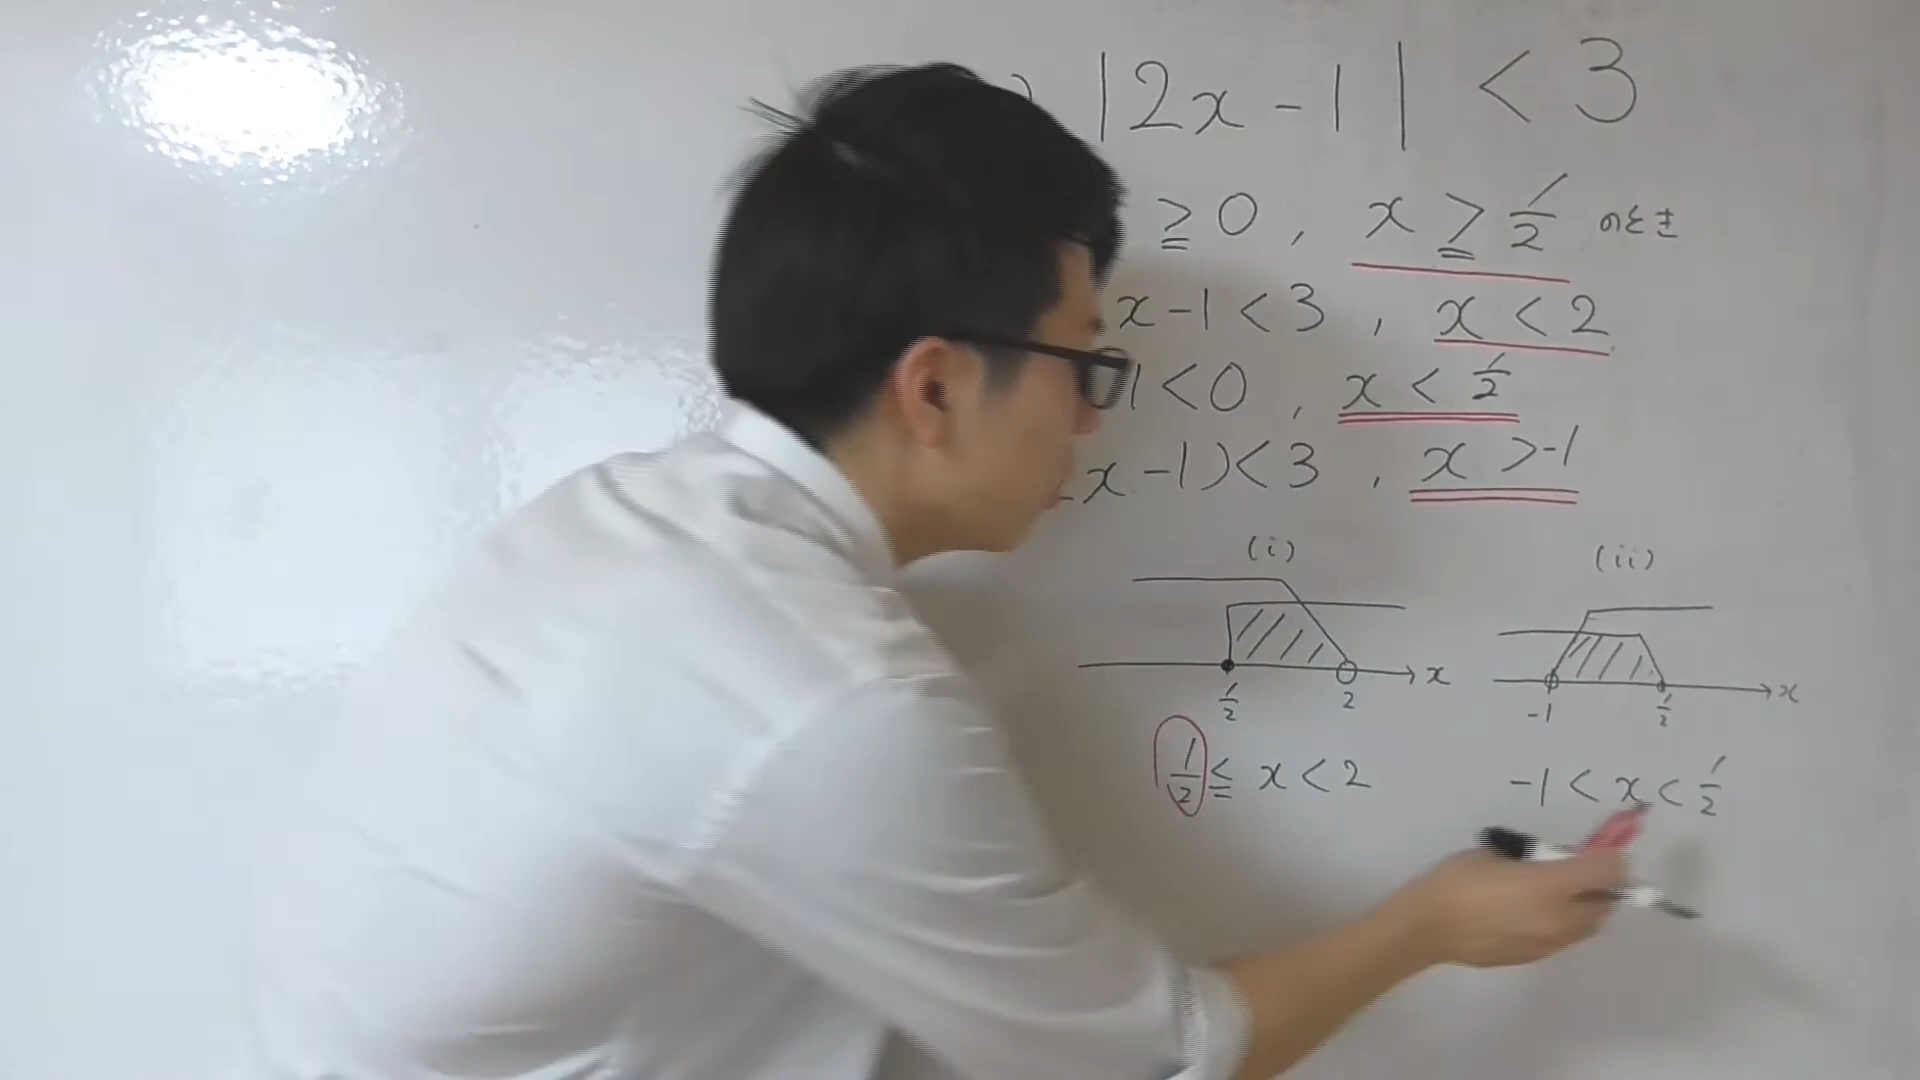 |2x-1| < 3
≧ 0 , x ≧ 1/2 のとき
x-1 < 3 , x < 2
1 < 0 , x < 1/2
x-1) < 3 , x > -1
(i) (ii)
x x
1/2 2 -1 1/2
1/2 ≦ x < 2 -1 < x < 1/2